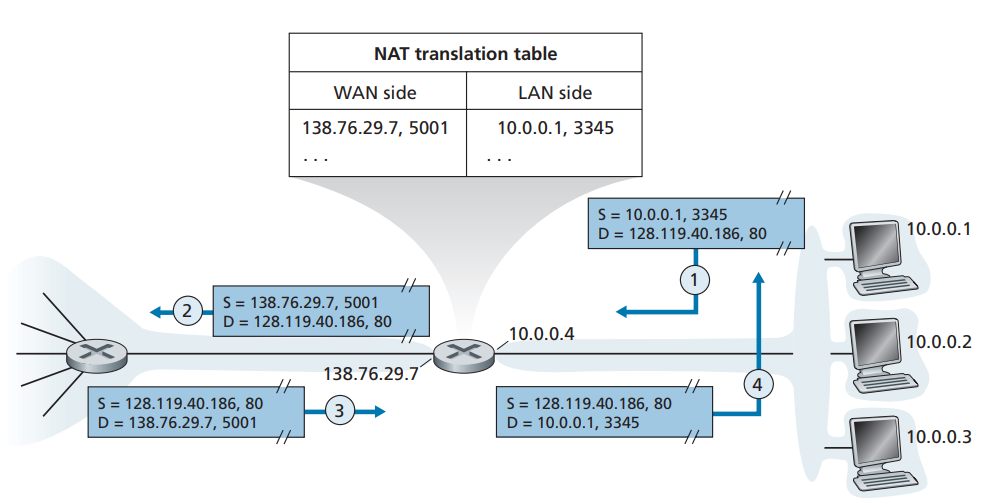 NAT translation table
WAN side LAN side
138.76.29.7, 5001 10.0.0.1, 3345
. . . . . .
S = 10.0.0.1, 3345
D = 128.119.40.186, 80
10.0.0.1
1
S = 138.76.29.7, 5001
D = 128.119.40.186, 80
2
10.0.0.4
10.0.0.2
138.76.29.7
S = 128.119.40.186, 80
D = 138.76.29.7, 5001
3
S = 128.119.40.186, 80
D = 10.0.0.1, 3345
4
10.0.0.3